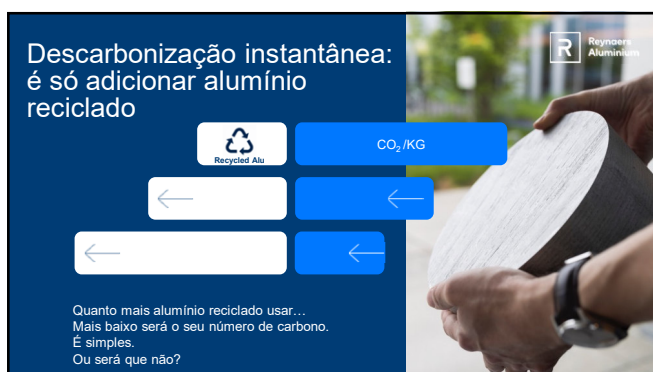 Descarbonização instantânea:
é só adicionar alumínio
reciclado
Reynaers
Aluminium
Recycled Alu
CO₂/KG
Quanto mais alumínio reciclado usar…
Mais baixo será o seu número de carbono.
É simples.
Ou será que não?